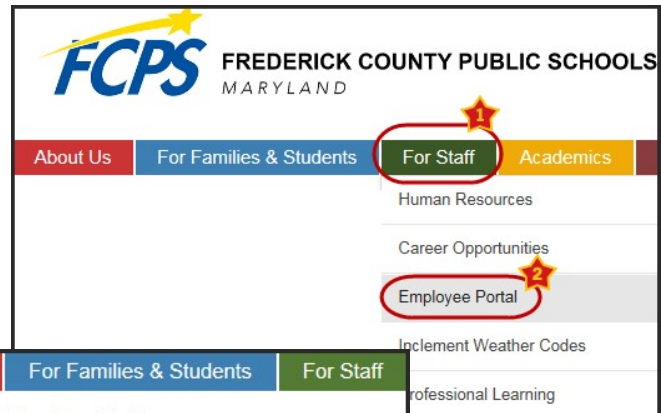 FCPS FREDERICK COUNTY PUBLIC SCHOOLS
MARYLAND
1
About Us For Families & Students For Staff Academics
Human Resources
Career Opportunities
2
Employee Portal
Inclement Weather Codes
For Families & Students For Staff
Professional Learning